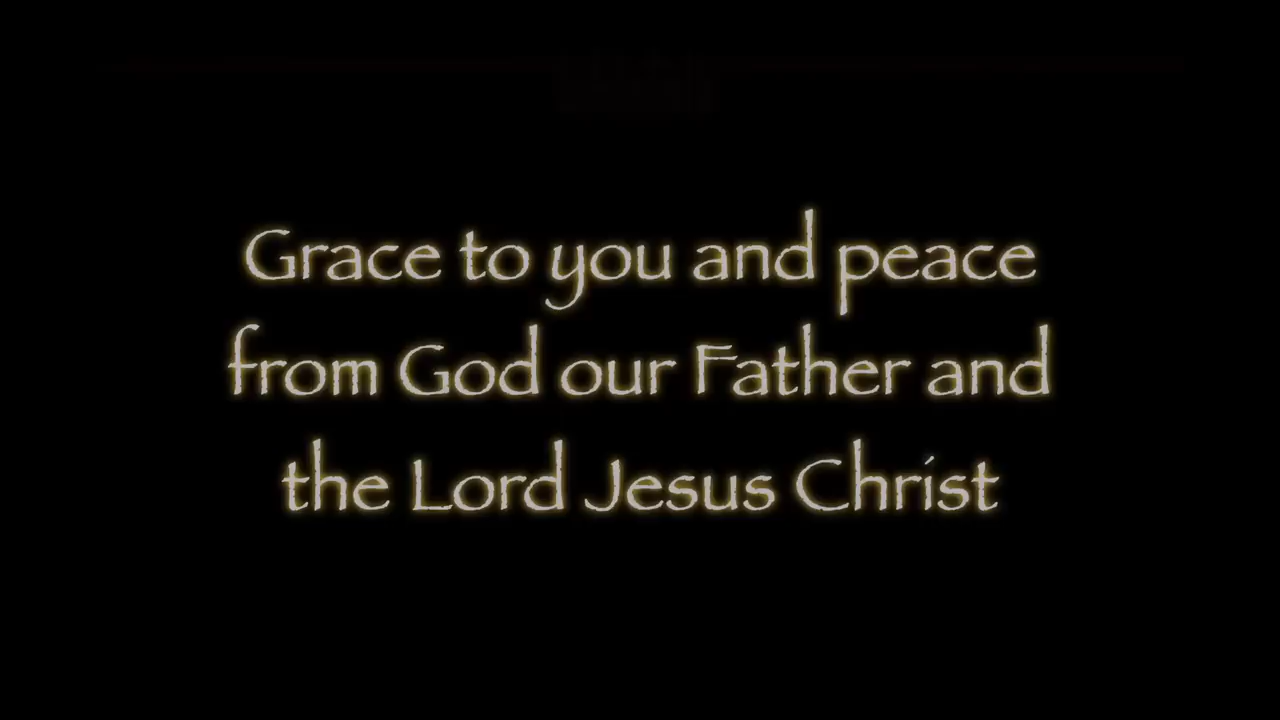 Grace to you and peace
from God our Father and
the Lord Jesus Christ